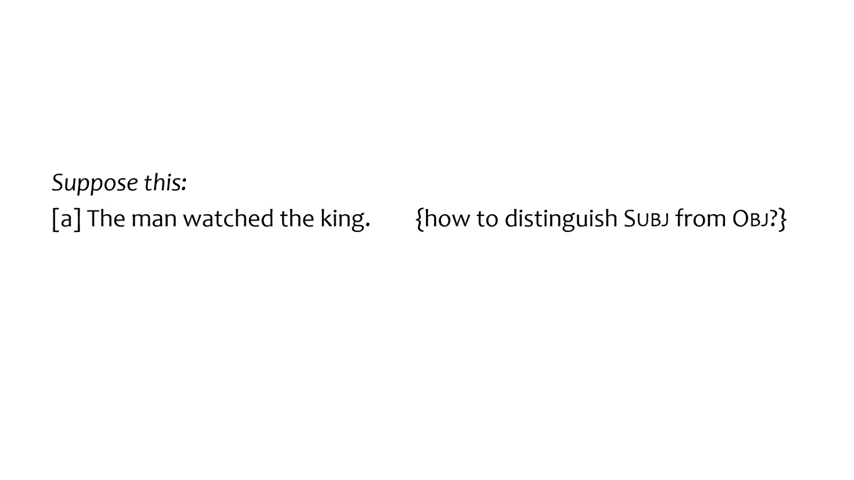 Suppose this:
[a] The man watched the king. {how to distinguish SUBJ from OBJ?}